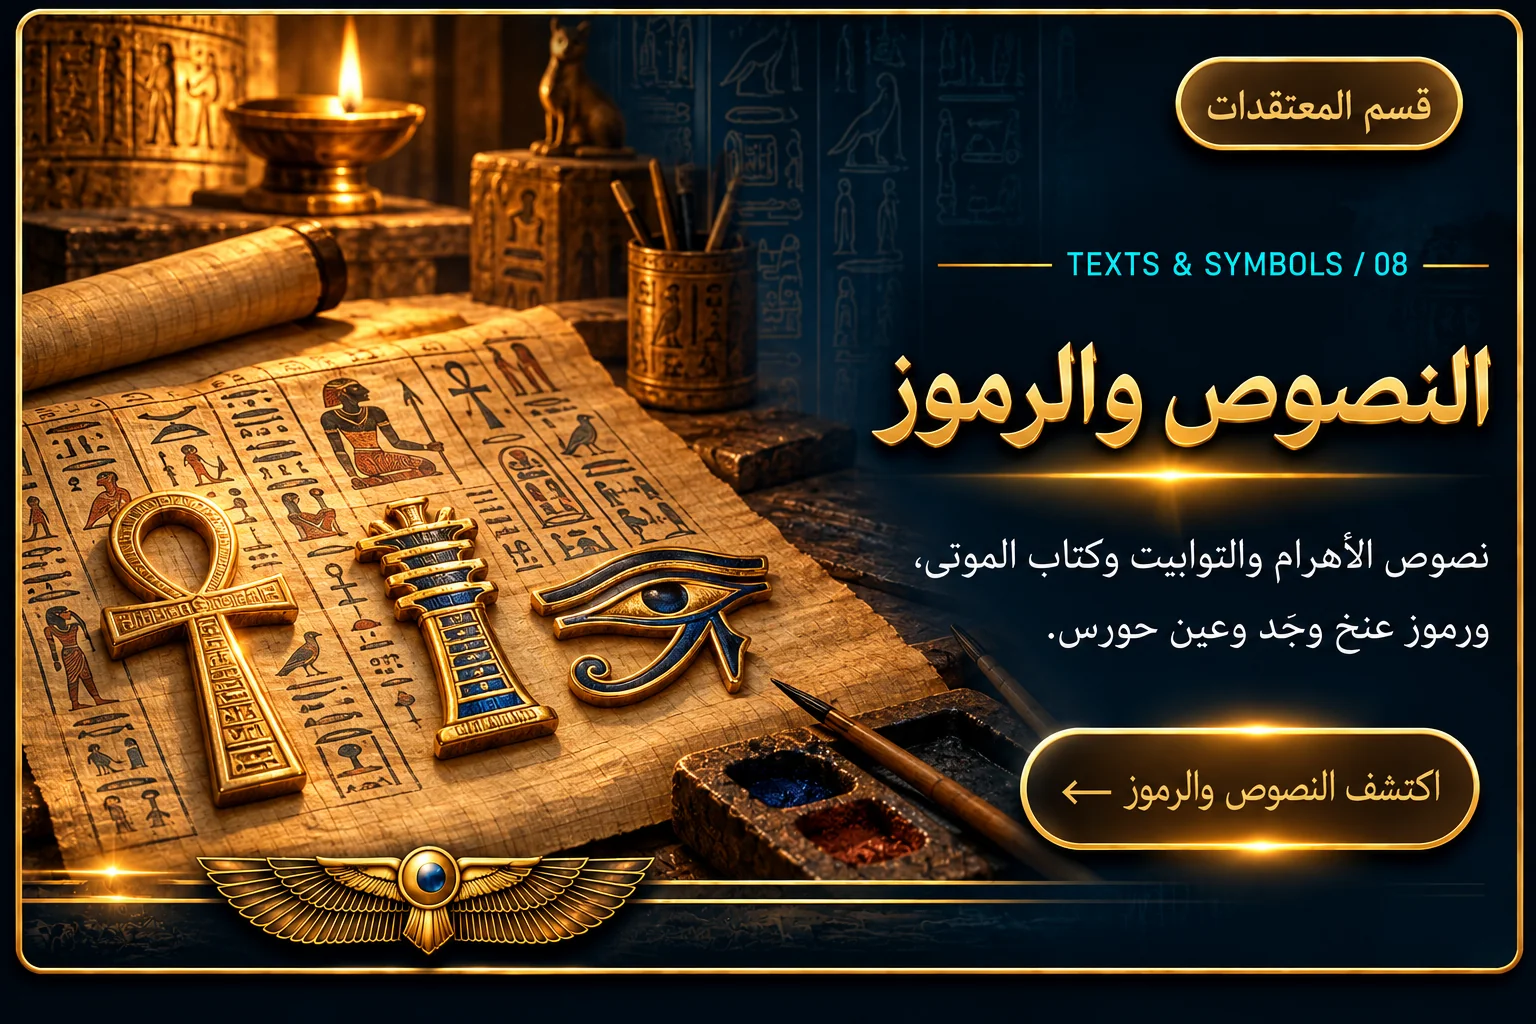 قسم المعتقدات
TEXTS & SYMBOLS / 08
النصوص والرموز
نصوص الأهرام والتوابيت وكتاب الموتى،
ورموز عنخ وجَد وعين حورس.
اكتشف النصوص والرموز ←